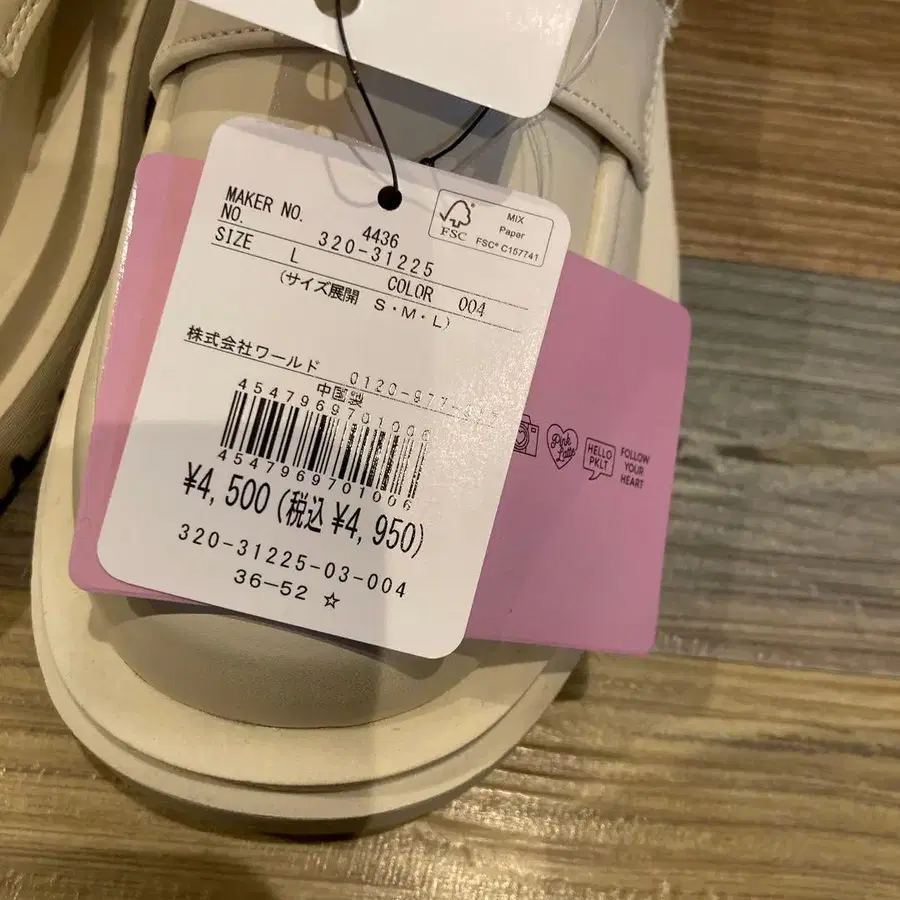 MAKER NO. 4436
NO. 320-31225
SIZE L COLOR 004
(サイズ展開 S・M・L)
株式会社ワールド 0120-977-
中国製
4547969701006
4547969701006
¥4,500(税込¥4,950)
320-31225-03-004
36-52 ☆
FSC
MIX
Paper
FSC® C157741
Pink Latte
HELLO
PKLT
FOLLOW
YOUR
HEART